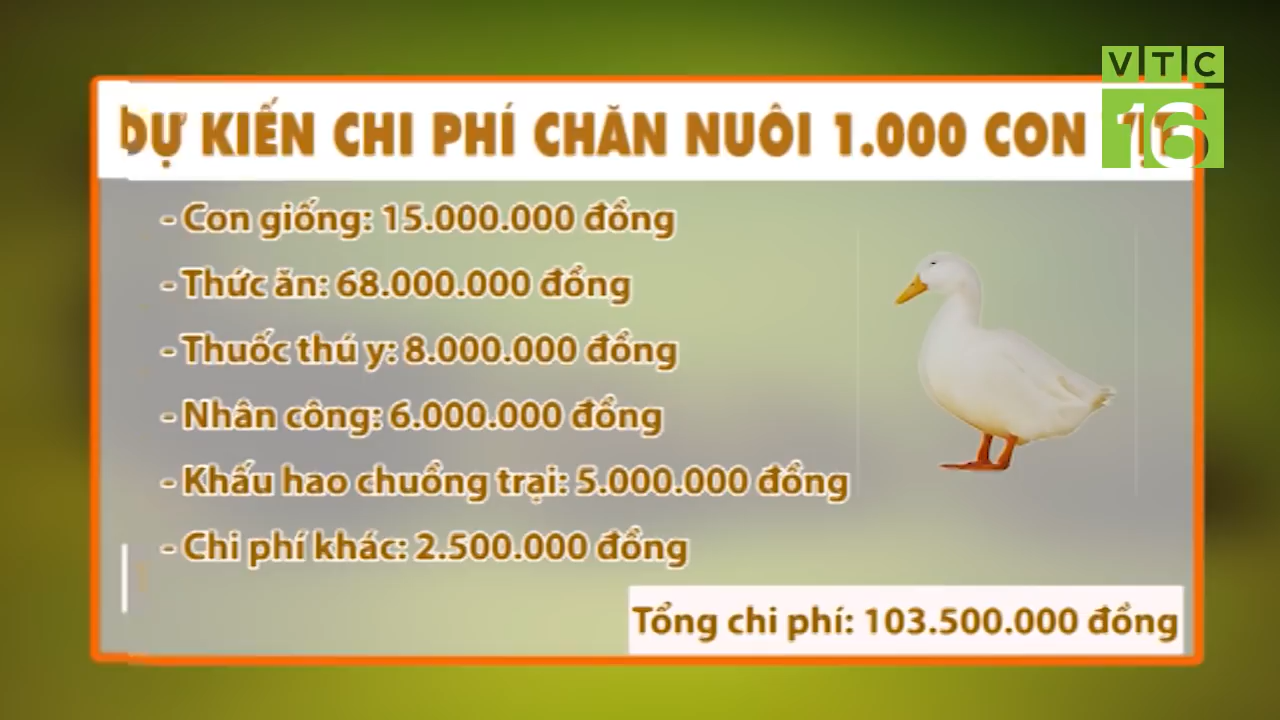 DỰ KIẾN CHI PHÍ CHĂN NUÔI 1.000 CON
VTC
16
- Con giống: 15.000.000 đồng
- Thức ăn: 68.000.000 đồng
- Thuốc thú y: 8.000.000 đồng
- Nhân công: 6.000.000 đồng
- Khấu hao chuồng trại: 5.000.000 đồng
- Chi phí khác: 2.500.000 đồng
Tổng chi phí: 103.500.000 đồng